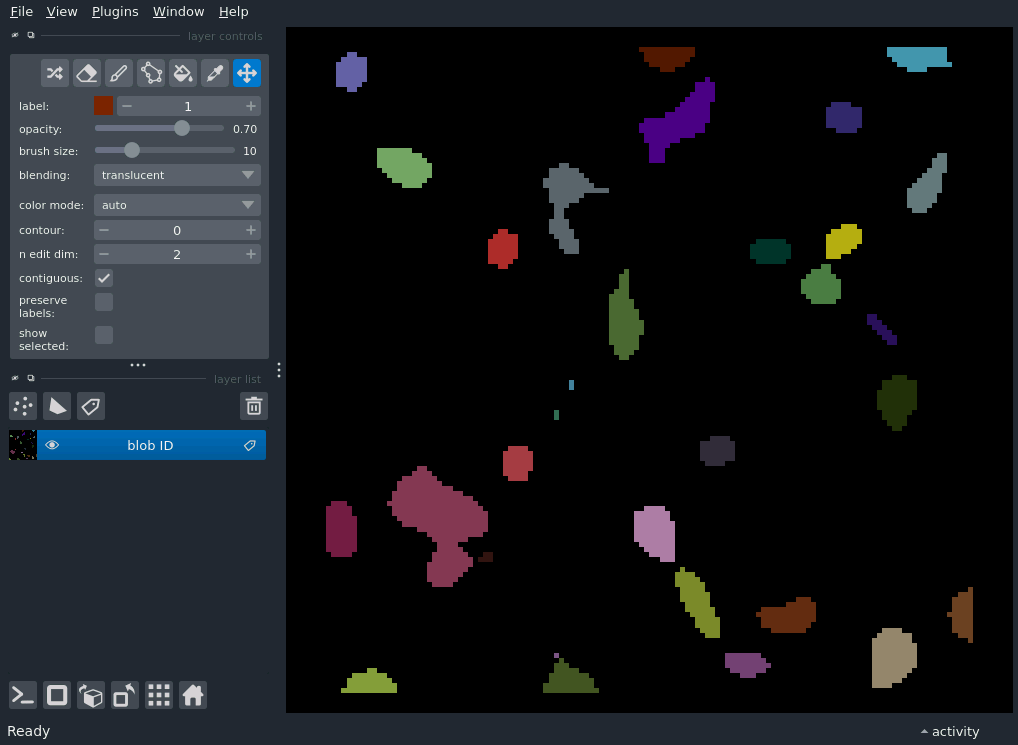 File View Plugins Window Help
layer controls
label: 1
opacity: 0.70
brush size: 10
blending: translucent
color mode: auto
contour: 0
n edit dim: 2
contiguous:
preserve
labels:
show
selected:
layer list
blob ID
Ready
activity